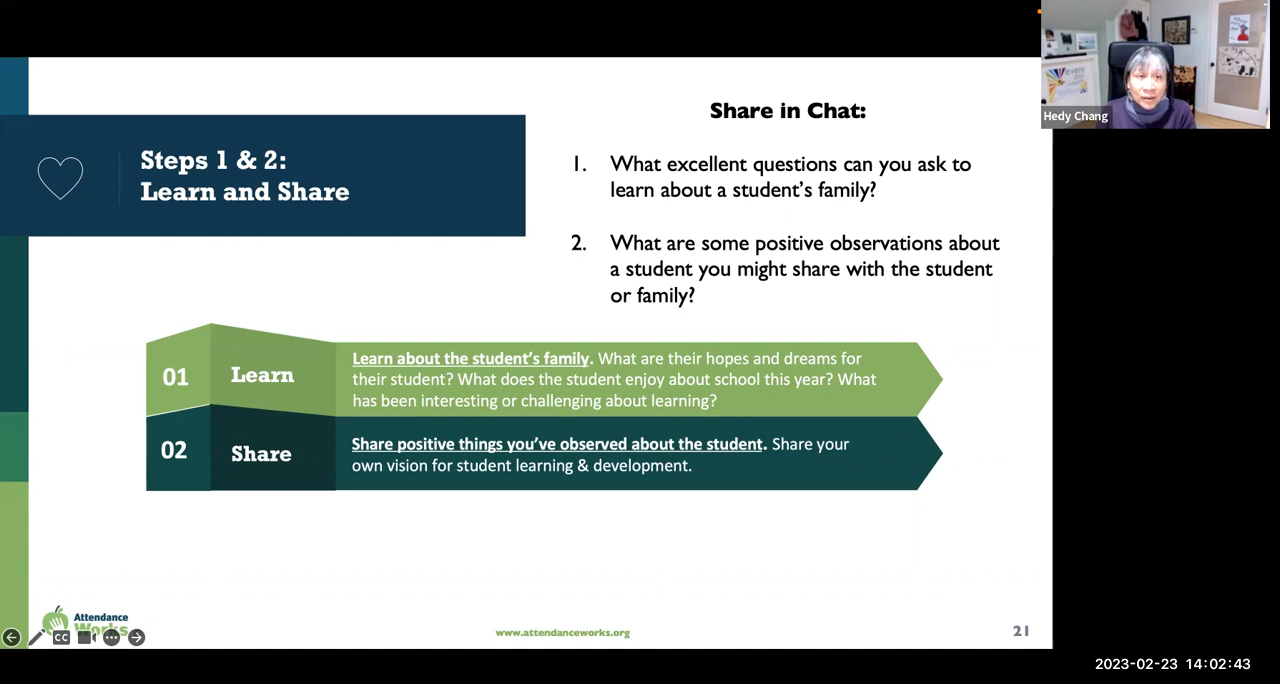 Hedy Chang
Steps 1 & 2:
Learn and Share
Share in Chat:
1. What excellent questions can you ask to
learn about a student’s family?
2. What are some positive observations about
a student you might share with the student
or family?
01
Learn
Learn about the student’s family. What are their hopes and dreams for
their student? What does the student enjoy about school this year? What
has been interesting or challenging about learning?
02
Share
Share positive things you’ve observed about the student. Share your
own vision for student learning & development.
Attendance
Works
CC
www.attendanceworks.org
21
2023-02-23 14:02:43